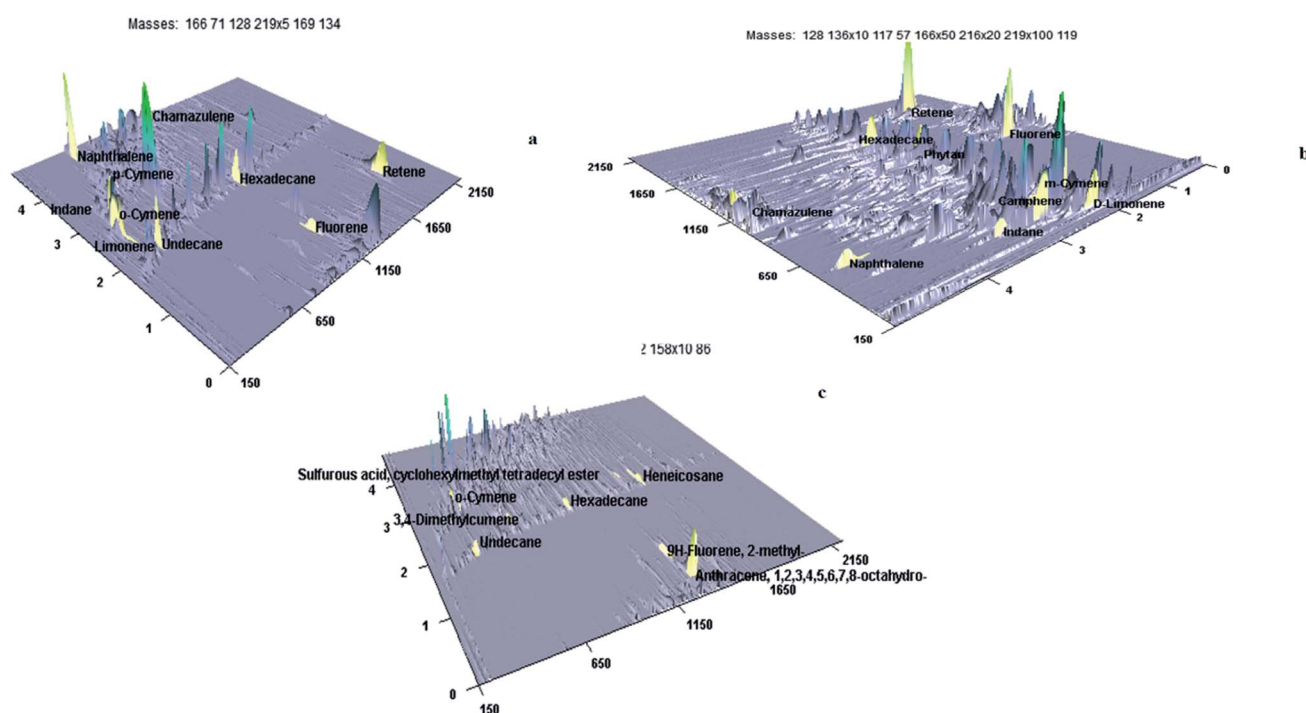 Masses: 166 71 128 219x5 169 134
a
Chamazulene
Naphthalene
p-Cymene
Hexadecane
Retene
Indane
o-Cymene
Limonene
Undecane
Fluorene
4
3
2
1
0
150
650
1150
1650
2150
Masses: 128 136x10 117 57 166x50 216x20 219x100 119
b
Retene
Hexadecane
Fluorene
Phytan
m-Cymene
Camphene
D-Limonene
Chamazulene
Indane
Naphthalene
2150
1650
1150
650
150
4
3
2
1
0
2 158x10 86
c
Sulfurous acid, cyclohexylmethyl tetradecyl ester
Heneicosane
o-Cymene
Hexadecane
3,4-Dimethylcumene
Undecane
9H-Fluorene, 2-methyl-
Anthracene, 1,2,3,4,5,6,7,8-octahydro-
4
3
2
1
0
150
650
1150
1650
2150